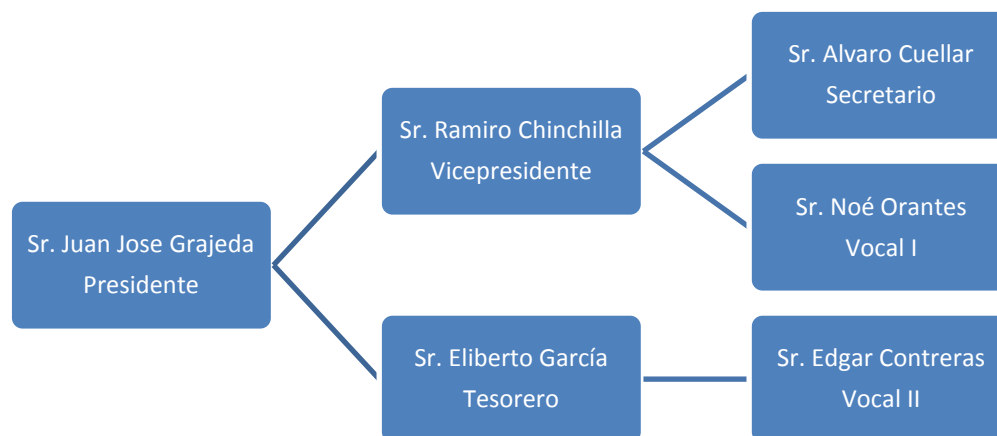 Sr. Juan Jose Grajeda
Presidente
Sr. Ramiro Chinchilla
Vicepresidente
Sr. Alvaro Cuellar
Secretario
Sr. Noé Orantes
Vocal I
Sr. Eliberto García
Tesorero
Sr. Edgar Contreras
Vocal II